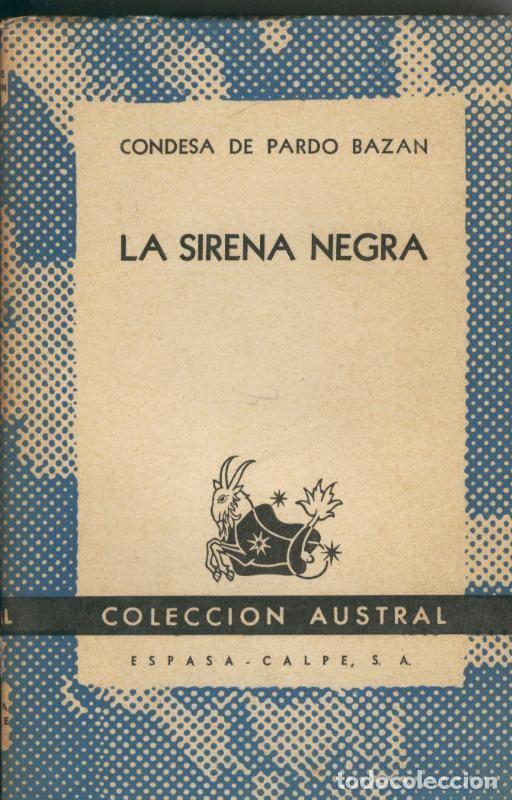 CONDESA DE PARDO BAZAN
LA SIRENA NEGRA
L COLECCION AUSTRAL
ESPASA-CALPE, S. A.
todocoleccion